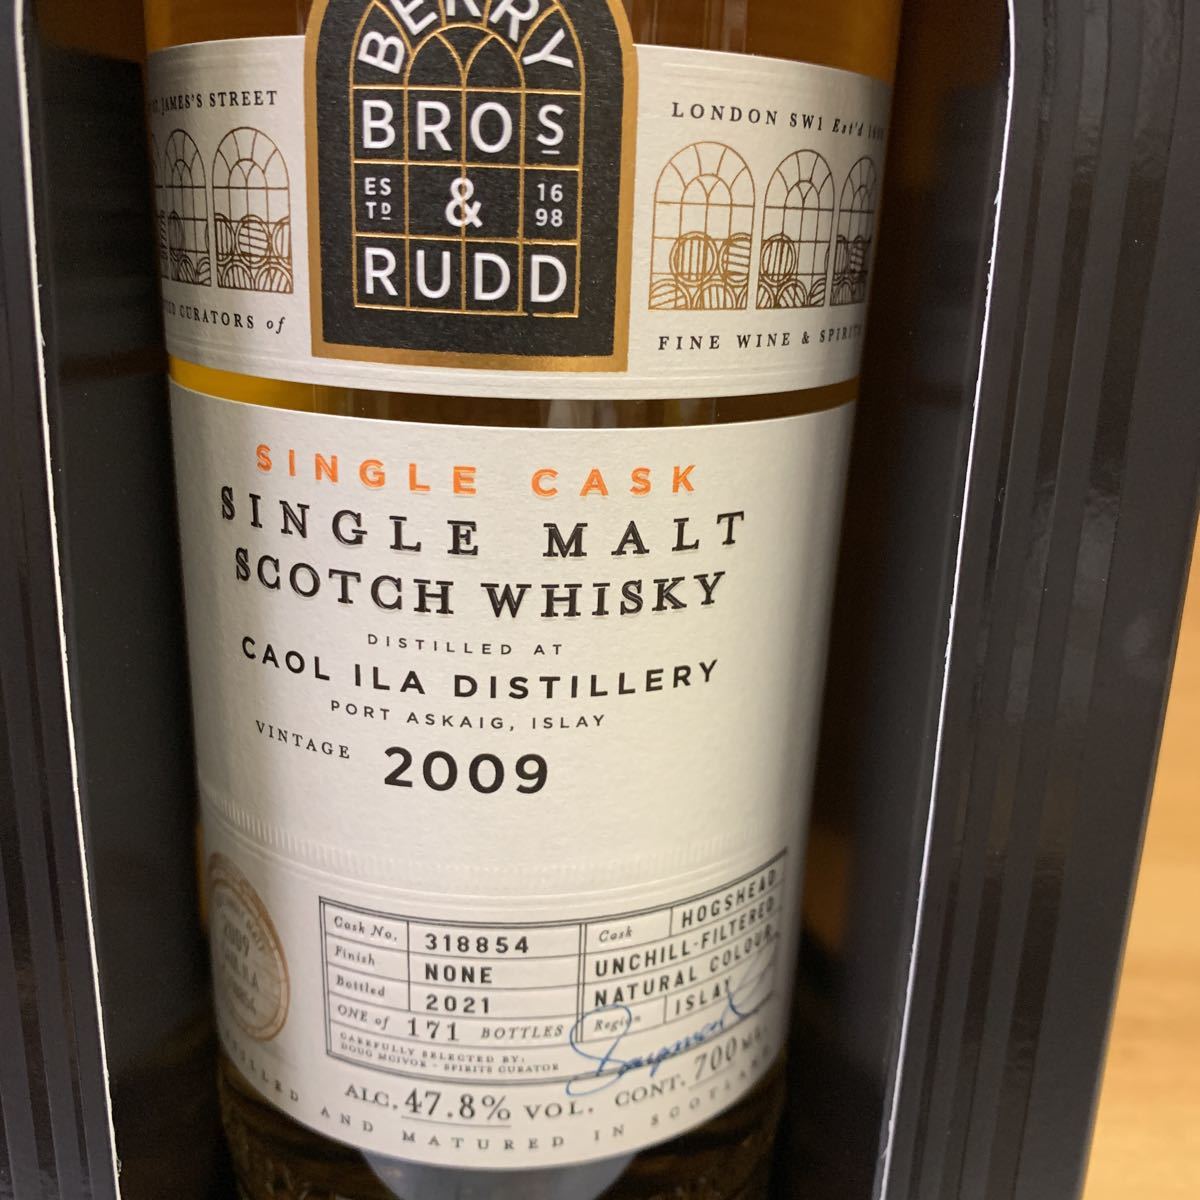 BERRY
BROS
ES TD & 16 98
RUDD
JAMES'S STREET
CURATORS of
LONDON SW1 Est'd
FINE WINE & SPIRITS
SINGLE CASK
SINGLE MALT
SCOTCH WHISKY
DISTILLED AT
CAOL ILA DISTILLERY
PORT ASKAIG, ISLAY
VINTAGE 2009
Cask No. 318854
Finish NONE
Bottled 2021
ONE of 171 BOTTLES
CAREFULLY SELECTED BY:
DOUG MCIVOR - SPIRITS CURATOR
Cask HOGSHEAD
UNCHILL-FILTERED
NATURAL COLOUR
Region ISLAY
2009
ALC. 47.8% VOL. CONT. 700 ML
AND MATURED IN SCOTLAND